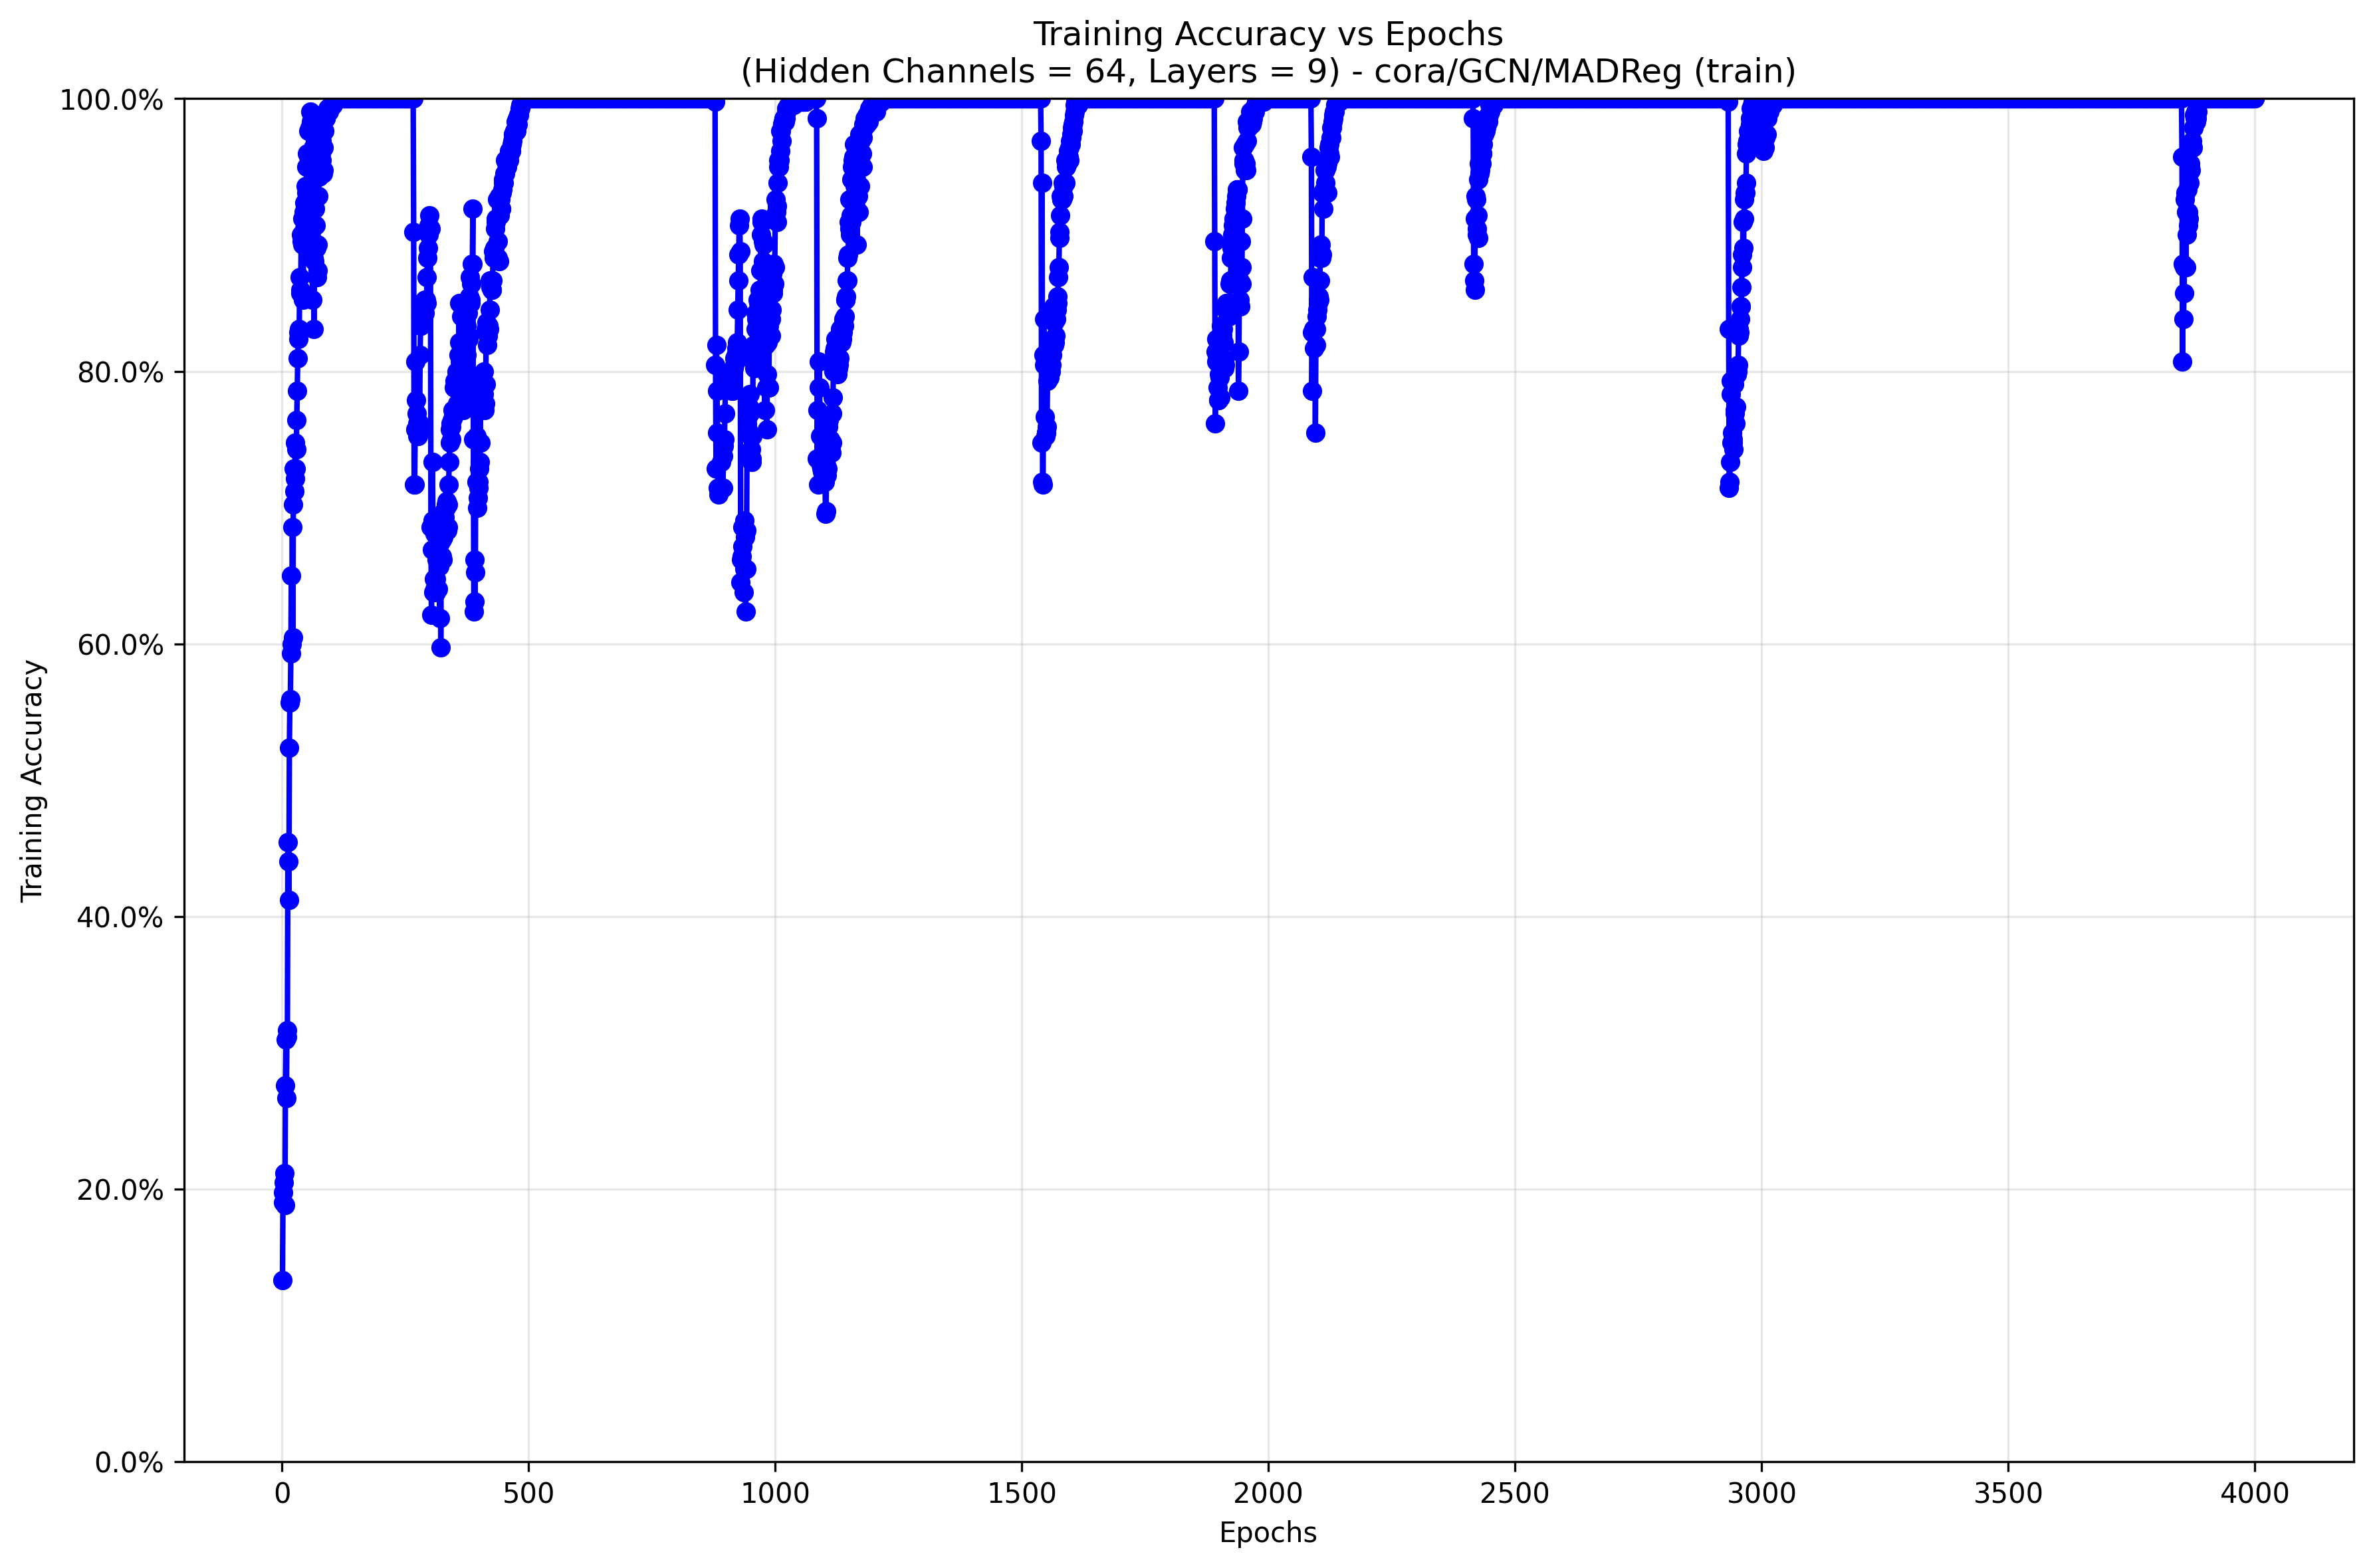 Training Accuracy vs Epochs
(Hidden Channels = 64, Layers = 9) - cora/GCN/MADReg (train)
100.0%
80.0%
60.0%
40.0%
20.0%
0.0%
Training Accuracy
0 500 1000 1500 2000 2500 3000 3500 4000
Epochs